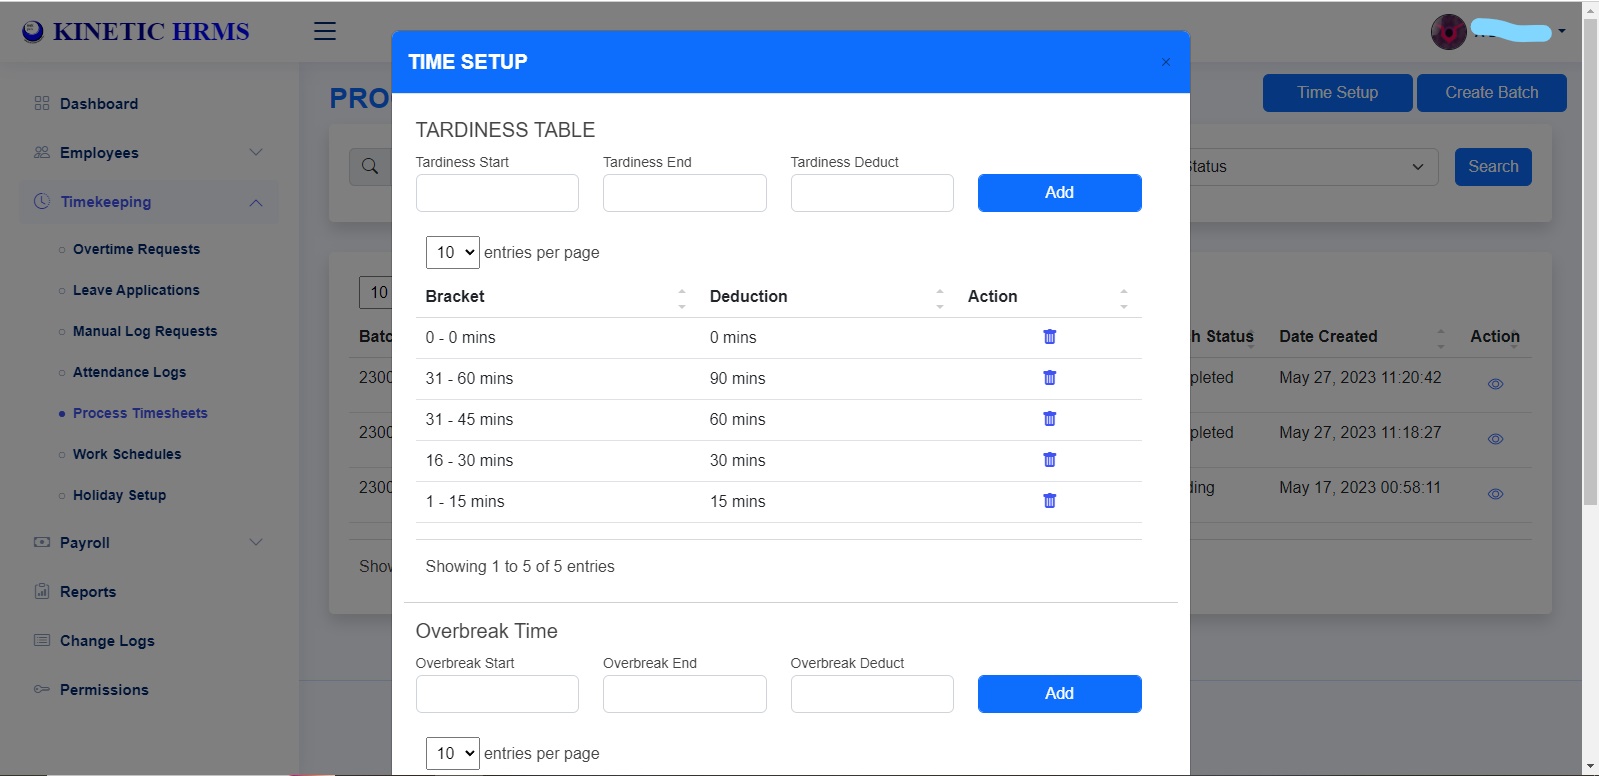 KINETIC HRMS
Dashboard
Employees
Timekeeping
Overtime Requests
Leave Applications
Manual Log Requests
Attendance Logs
Process Timesheets
Work Schedules
Holiday Setup
Payroll
Reports
Change Logs
Permissions
PRO
Time Setup
Create Batch
tatus
Search
10
Batc
h Status
Date Created
Action
2300
pleted
May 27, 2023 11:20:42
2300
pleted
May 27, 2023 11:18:27
2300
ding
May 17, 2023 00:58:11
Show
TIME SETUP
×
TARDINESS TABLE
Tardiness Start
Tardiness End
Tardiness Deduct
Add
10 entries per page
Bracket Deduction Action
0 - 0 mins 0 mins
31 - 60 mins 90 mins
31 - 45 mins 60 mins
16 - 30 mins 30 mins
1 - 15 mins 15 mins
Showing 1 to 5 of 5 entries
Overbreak Time
Overbreak Start
Overbreak End
Overbreak Deduct
Add
10 entries per page